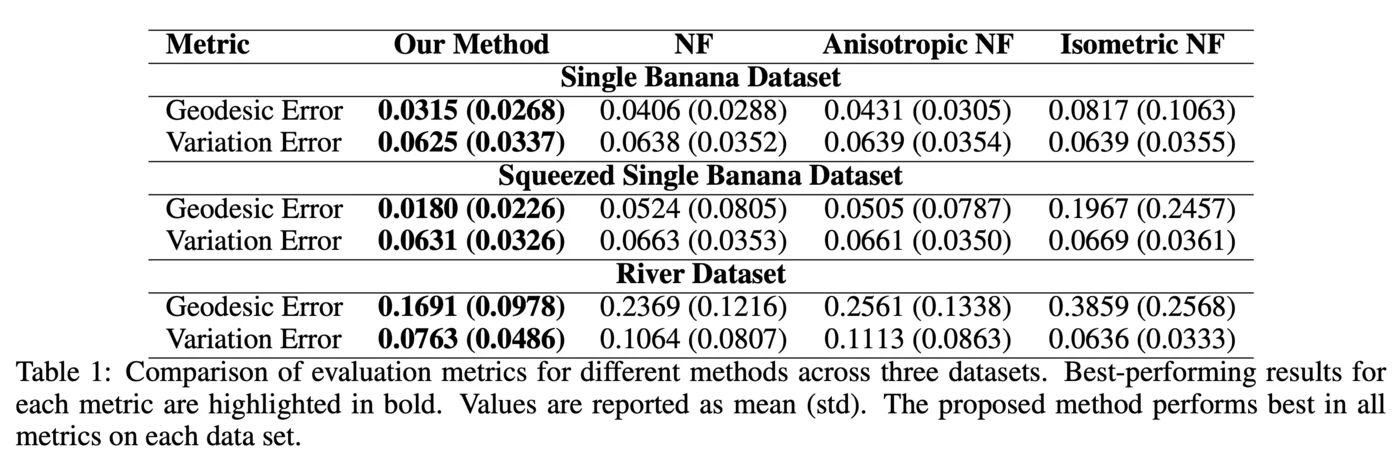 Metric Our Method NF Anisotropic NF Isometric NF
Single Banana Dataset
Geodesic Error 0.0315 (0.0268) 0.0406 (0.0288) 0.0431 (0.0305) 0.0817 (0.1063)
Variation Error 0.0625 (0.0337) 0.0638 (0.0352) 0.0639 (0.0354) 0.0639 (0.0355)
Squeezed Single Banana Dataset
Geodesic Error 0.0180 (0.0226) 0.0524 (0.0805) 0.0505 (0.0787) 0.1967 (0.2457)
Variation Error 0.0631 (0.0326) 0.0663 (0.0353) 0.0661 (0.0350) 0.0669 (0.0361)
River Dataset
Geodesic Error 0.1691 (0.0978) 0.2369 (0.1216) 0.2561 (0.1338) 0.3859 (0.2568)
Variation Error 0.0763 (0.0486) 0.1064 (0.0807) 0.1113 (0.0863) 0.0636 (0.0333)
Table 1: Comparison of evaluation metrics for different methods across three datasets. Best-performing results for
each metric are highlighted in bold. Values are reported as mean (std). The proposed method performs best in all
metrics on each data set.